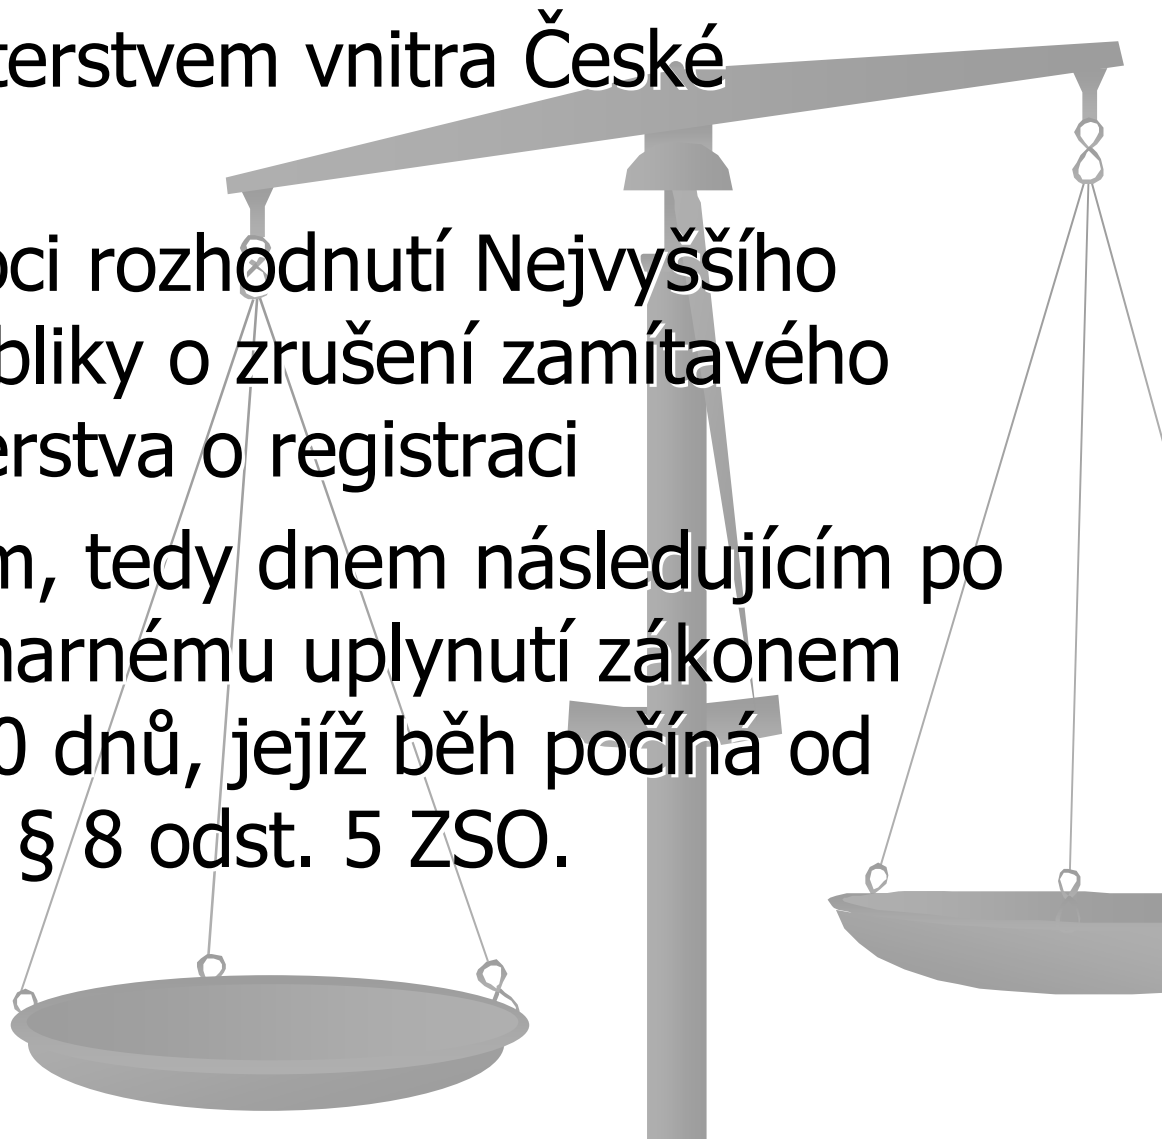 terstvem vnitra České
oci rozhodnutí Nejvyššího
bliky o zrušení zamítavého
erstva o registraci
m, tedy dnem následujícím po
marnému uplynutí zákonem
0 dnů, jejíž běh počíná od
§ 8 odst. 5 ZSO.